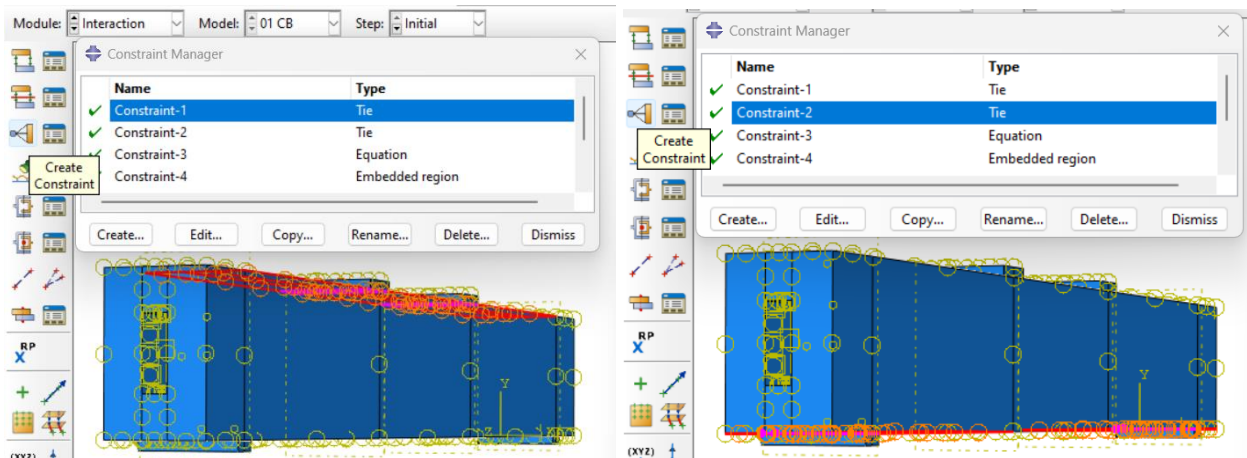 Module: Interaction Model: 01 CB Step: Initial
Constraint Manager
Name Type
Constraint-1 Tie
Constraint-2 Tie
Constraint-3 Equation
Constraint-4 Embedded region
Create Constraint
Create... Edit... Copy... Rename... Delete... Dismiss
RP
Y
(XYZ)
Constraint Manager
Name Type
Constraint-1 Tie
Constraint-2 Tie
Constraint-3 Equation
Constraint-4 Embedded region
Create Constraint
Create... Edit... Copy... Rename... Delete... Dismiss
RP
Y
(XYZ)